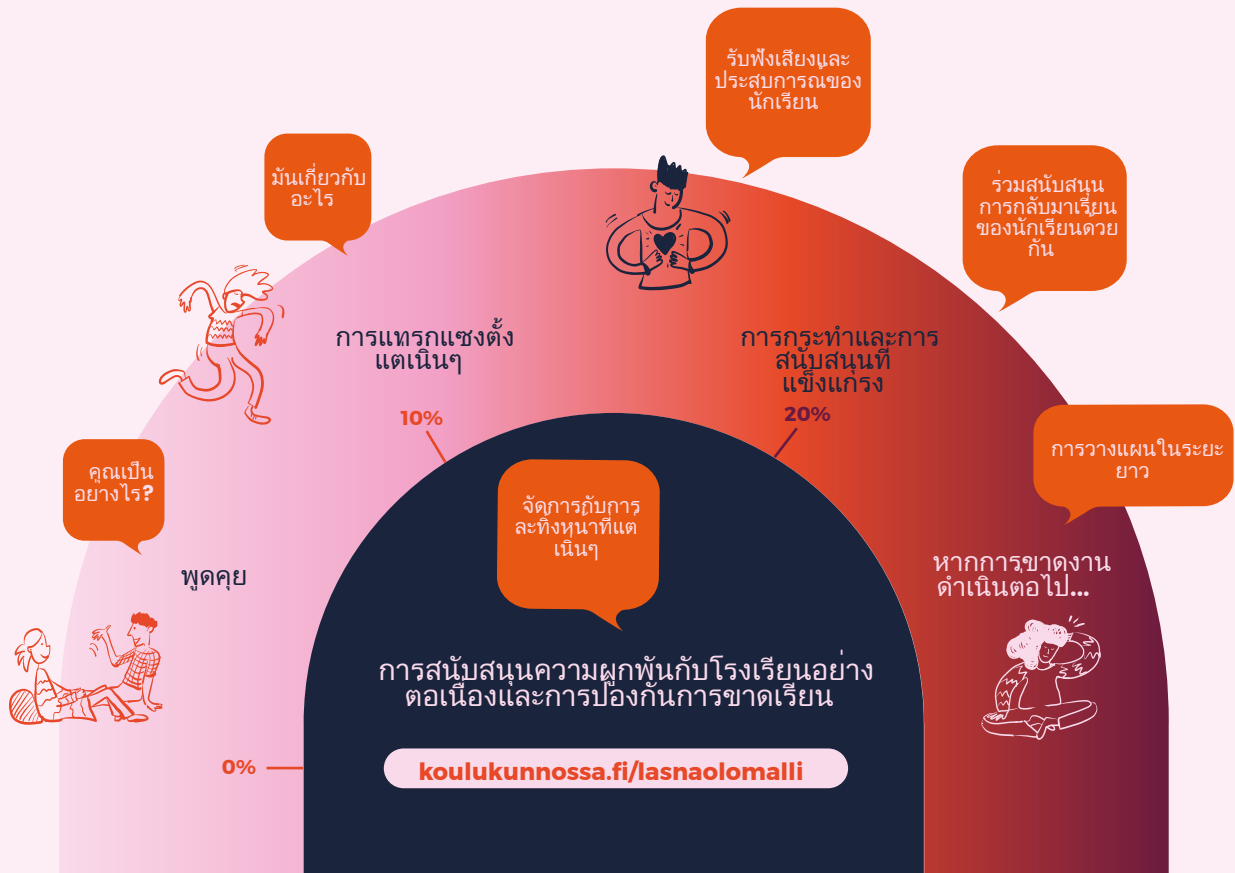 รับฟังเสียงและ
ประสบการณ์ของ
นักเรียน
มันเกี่ยวกับ
อะไร
ร่วมสนับสนุน
การกลับมาเรียน
ของนักเรียนด้วย
กัน
การแทรกแซงตั้ง
แต่เนิ่นๆ
การกระทำและการ
สนับสนุนที่
แข็งแกรง
10%
20%
คุณเป็น
อย่างไร?
การวางแผนในระยะ
ยาว
จัดการกับการ
ละทิ้งหน้าที่แต่
เนิ่นๆ
พูดคุย
หากการขาดงาน
ดำเนินต่อไป...
การสนับสนุนความผูกพันกับโรงเรียนอย่าง
ต่อเนื่องและการป้องกันการขาดเรียน
0%
koulukunnossa.fi/lasnaolomalli